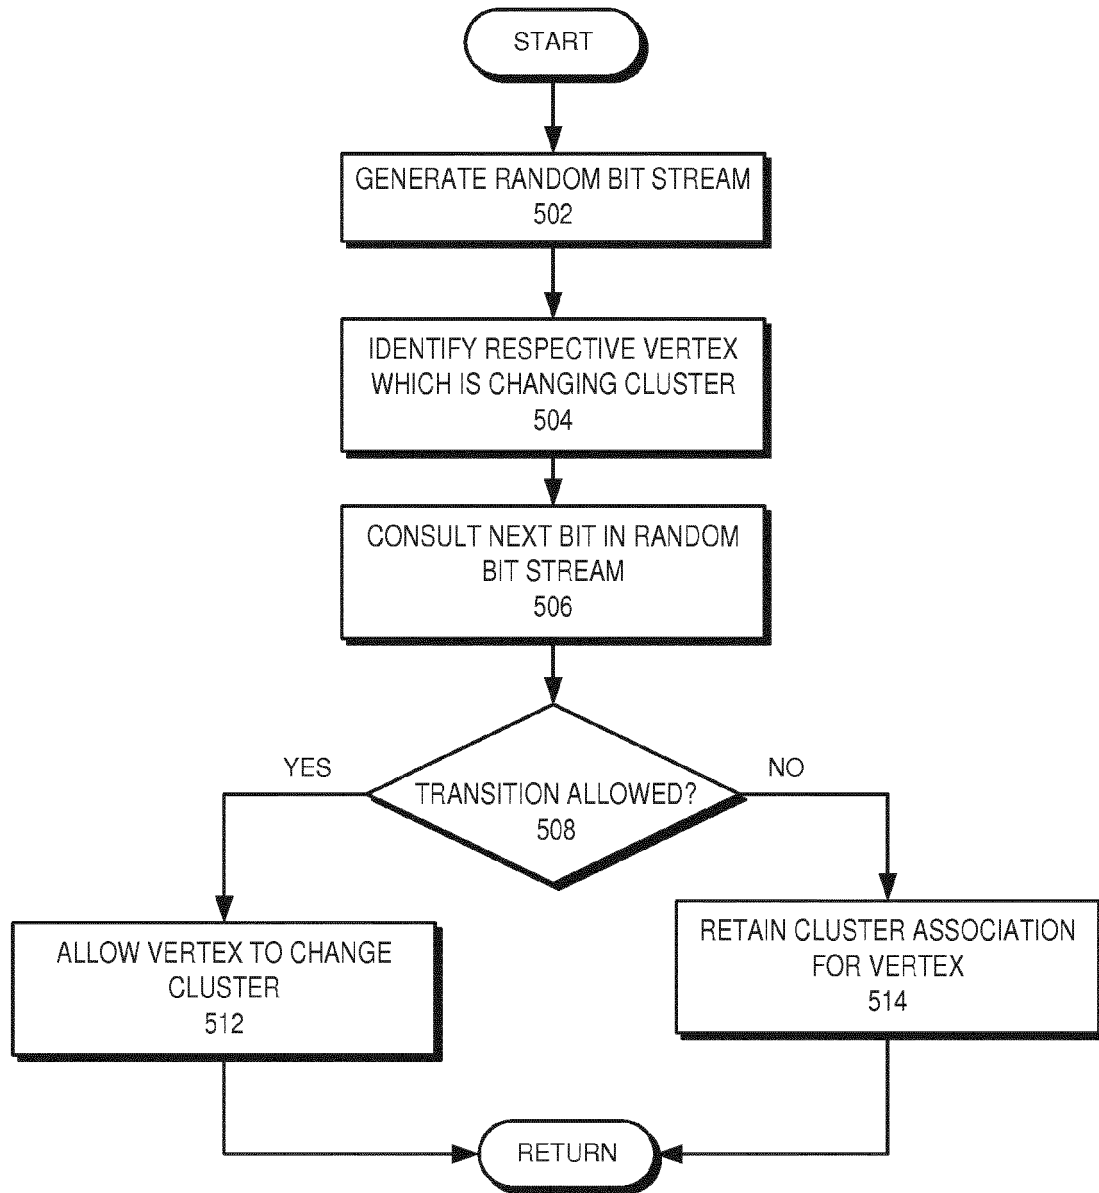 START
GENERATE RANDOM BIT STREAM
502
IDENTIFY RESPECTIVE VERTEX
WHICH IS CHANGING CLUSTER
504
CONSULT NEXT BIT IN RANDOM
BIT STREAM
506
YES
NO
TRANSITION ALLOWED?
508
ALLOW VERTEX TO CHANGE
CLUSTER
512
RETAIN CLUSTER ASSOCIATION
FOR VERTEX
514
RETURN